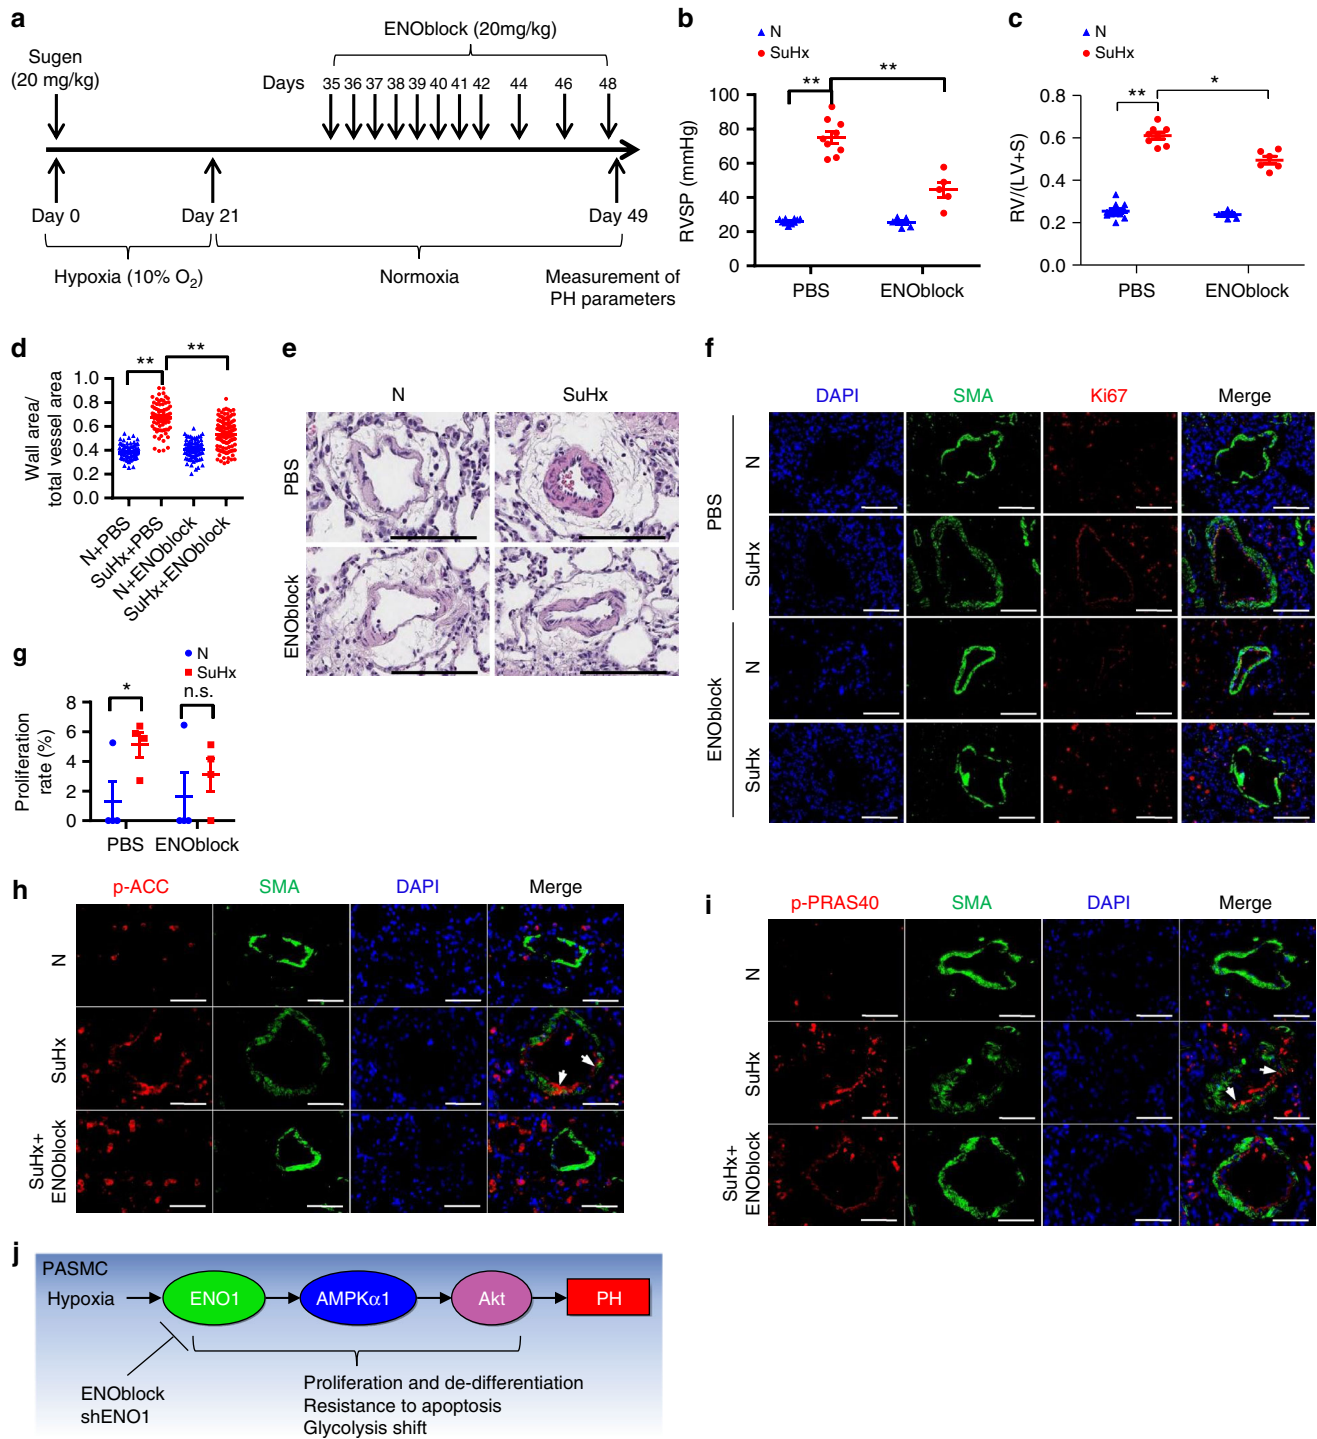 a
Sugen
(20 mg/kg)
ENOblock (20mg/kg)
Days 35 36 37 38 39 40 41 42 44 46 48
Day 0
Day 21
Day 49
Hypoxia (10% O₂)
Normoxia
Measurement of
PH parameters
b
N
SuHx
**
**
RVSP (mmHg)
100
80
60
40
20
0
PBS
ENOblock
c
N
SuHx
**
*
RV/(LV+S)
0.8
0.6
0.4
0.2
0.0
PBS
ENOblock
d
**
**
Wall area/
total vessel area
1.0
0.8
0.6
0.4
0.2
0.0
N+PBS
SuHx+PBS
N+ENOblock
SuHx+ENOblock
e
N
SuHx
PBS
ENOblock
f
DAPI
SMA
Ki67
Merge
PBS
N
SuHx
ENOblock
N
SuHx
g
N
SuHx
*
n.s.
Proliferation
rate (%)
8
6
4
2
0
PBS
ENOblock
h
p-ACC
SMA
DAPI
Merge
N
SuHx
SuHx+
ENOblock
i
p-PRAS40
SMA
DAPI
Merge
N
SuHx
SuHx+
ENOblock
j
PASMC
Hypoxia
ENO1
AMPKα1
Akt
PH
ENOblock
shENO1
Proliferation and de-differentiation
Resistance to apoptosis
Glycolysis shift